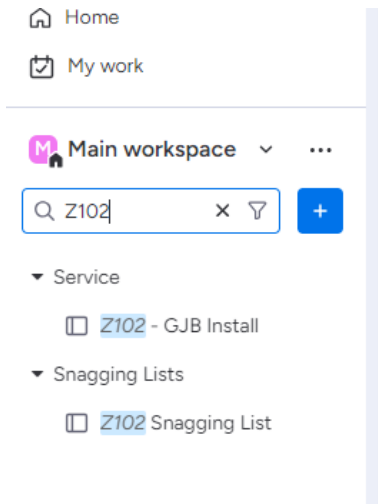 Home
My work
M Main workspace
Z102
Service
Z102 - GJB Install
Snagging Lists
Z102 Snagging List